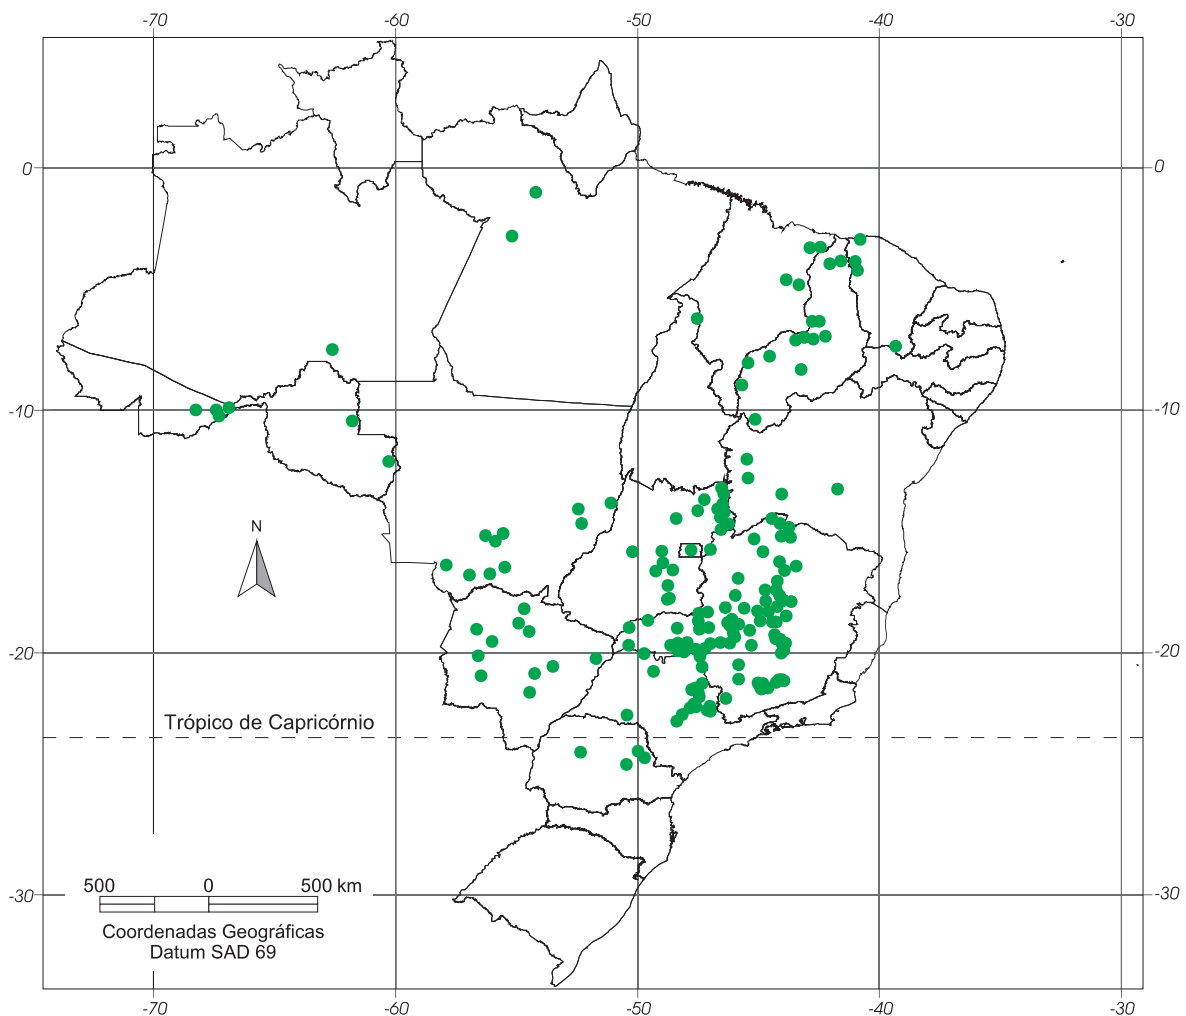 -70 -60 -50 -40 -30
0 0
-10 -10
N
-20 -20
Trópico de Capricórnio
500 0 500 km
-30 -30
Coordenadas Geográficas
Datum SAD 69
-70 -60 -50 -40 -30